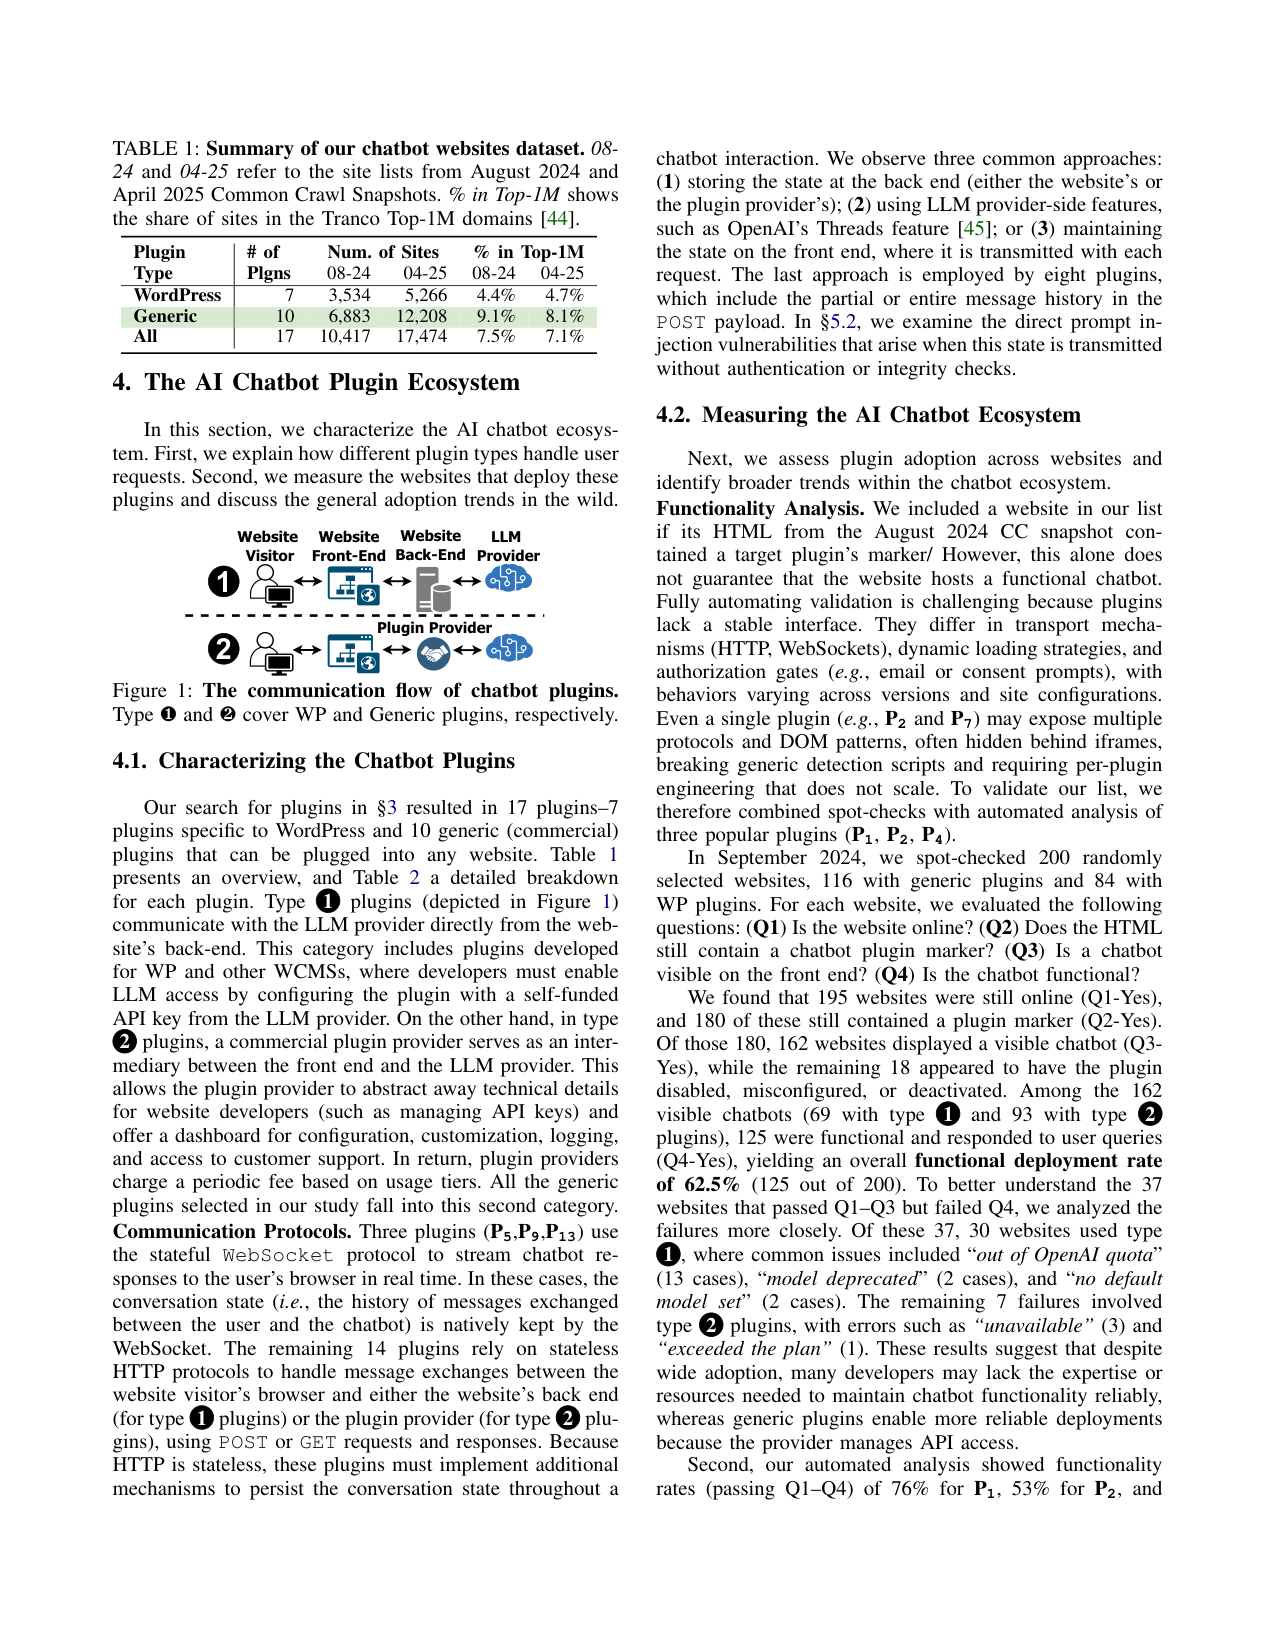 TABLE 1: Summary of our chatbot websites dataset. 08-
24 and 04-25 refer to the site lists from August 2024 and
April 2025 Common Crawl Snapshots. % in Top-1M shows
the share of sites in the Tranco Top-1M domains [44].
Plugin # of Num. of Sites % in Top-1M
Type Plgns 08-24 04-25 08-24 04-25
WordPress 7 3,534 5,266 4.4% 4.7%
Generic 10 6,883 12,208 9.1% 8.1%
All 17 10,417 17,474 7.5% 7.1%
4. The AI Chatbot Plugin Ecosystem
In this section, we characterize the AI chatbot ecosys-
tem. First, we explain how different plugin types handle user
requests. Second, we measure the websites that deploy these
plugins and discuss the general adoption trends in the wild.
Website Website Website LLM
Visitor Front-End Back-End Provider
1
Plugin Provider
2
Figure 1: The communication flow of chatbot plugins.
Type ❶ and ❷ cover WP and Generic plugins, respectively.
4.1. Characterizing the Chatbot Plugins
Our search for plugins in §3 resulted in 17 plugins–7
plugins specific to WordPress and 10 generic (commercial)
plugins that can be plugged into any website. Table 1
presents an overview, and Table 2 a detailed breakdown
for each plugin. Type ❶ plugins (depicted in Figure 1)
communicate with the LLM provider directly from the web-
site's back-end. This category includes plugins developed
for WP and other WCMSs, where developers must enable
LLM access by configuring the plugin with a self-funded
API key from the LLM provider. On the other hand, in type
❷ plugins, a commercial plugin provider serves as an inter-
mediary between the front end and the LLM provider. This
allows the plugin provider to abstract away technical details
for website developers (such as managing API keys) and
offer a dashboard for configuration, customization, logging,
and access to customer support. In return, plugin providers
charge a periodic fee based on usage tiers. All the generic
plugins selected in our study fall into this second category.
Communication Protocols. Three plugins (P5,P9,P13) use
the stateful WebSocket protocol to stream chatbot re-
sponses to the user's browser in real time. In these cases, the
conversation state (i.e., the history of messages exchanged
between the user and the chatbot) is natively kept by the
WebSocket. The remaining 14 plugins rely on stateless
HTTP protocols to handle message exchanges between the
website visitor's browser and either the website's back end
(for type ❶ plugins) or the plugin provider (for type ❷ plu-
gins), using POST or GET requests and responses. Because
HTTP is stateless, these plugins must implement additional
mechanisms to persist the conversation state throughout a
chatbot interaction. We observe three common approaches:
(1) storing the state at the back end (either the website's or
the plugin provider's); (2) using LLM provider-side features,
such as OpenAI's Threads feature [45]; or (3) maintaining
the state on the front end, where it is transmitted with each
request. The last approach is employed by eight plugins,
which include the partial or entire message history in the
POST payload. In §5.2, we examine the direct prompt in-
jection vulnerabilities that arise when this state is transmitted
without authentication or integrity checks.
4.2. Measuring the AI Chatbot Ecosystem
Next, we assess plugin adoption across websites and
identify broader trends within the chatbot ecosystem.
Functionality Analysis. We included a website in our list
if its HTML from the August 2024 CC snapshot con-
tained a target plugin's marker/ However, this alone does
not guarantee that the website hosts a functional chatbot.
Fully automating validation is challenging because plugins
lack a stable interface. They differ in transport mecha-
nisms (HTTP, WebSockets), dynamic loading strategies, and
authorization gates (e.g., email or consent prompts), with
behaviors varying across versions and site configurations.
Even a single plugin (e.g., P2 and P7) may expose multiple
protocols and DOM patterns, often hidden behind iframes,
breaking generic detection scripts and requiring per-plugin
engineering that does not scale. To validate our list, we
therefore combined spot-checks with automated analysis of
three popular plugins (P1, P2, P4).
In September 2024, we spot-checked 200 randomly
selected websites, 116 with generic plugins and 84 with
WP plugins. For each website, we evaluated the following
questions: (Q1) Is the website online? (Q2) Does the HTML
still contain a chatbot plugin marker? (Q3) Is a chatbot
visible on the front end? (Q4) Is the chatbot functional?
We found that 195 websites were still online (Q1-Yes),
and 180 of these still contained a plugin marker (Q2-Yes).
Of those 180, 162 websites displayed a visible chatbot (Q3-
Yes), while the remaining 18 appeared to have the plugin
disabled, misconfigured, or deactivated. Among the 162
visible chatbots (69 with type ❶ and 93 with type ❷
plugins), 125 were functional and responded to user queries
(Q4-Yes), yielding an overall functional deployment rate
of 62.5% (125 out of 200). To better understand the 37
websites that passed Q1–Q3 but failed Q4, we analyzed the
failures more closely. Of these 37, 30 websites used type
❶, where common issues included “out of OpenAI quota”
(13 cases), “model deprecated” (2 cases), and “no default
model set” (2 cases). The remaining 7 failures involved
type ❷ plugins, with errors such as “unavailable” (3) and
“exceeded the plan” (1). These results suggest that despite
wide adoption, many developers may lack the expertise or
resources needed to maintain chatbot functionality reliably,
whereas generic plugins enable more reliable deployments
because the provider manages API access.
Second, our automated analysis showed functionality
rates (passing Q1–Q4) of 76% for P1, 53% for P2, and